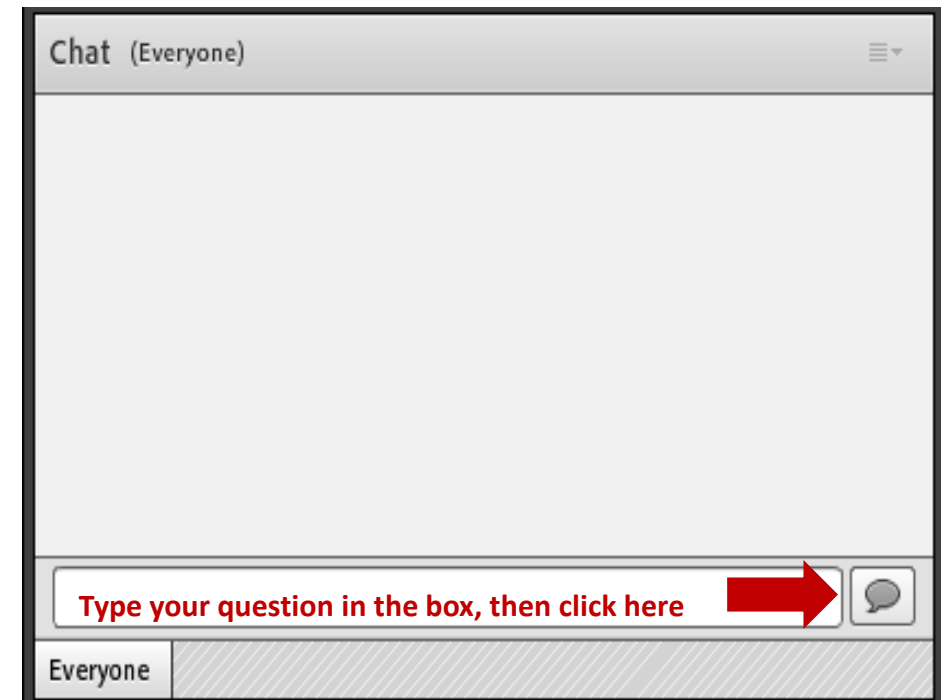 Chat (Everyone)
Type your question in the box, then click here
Everyone